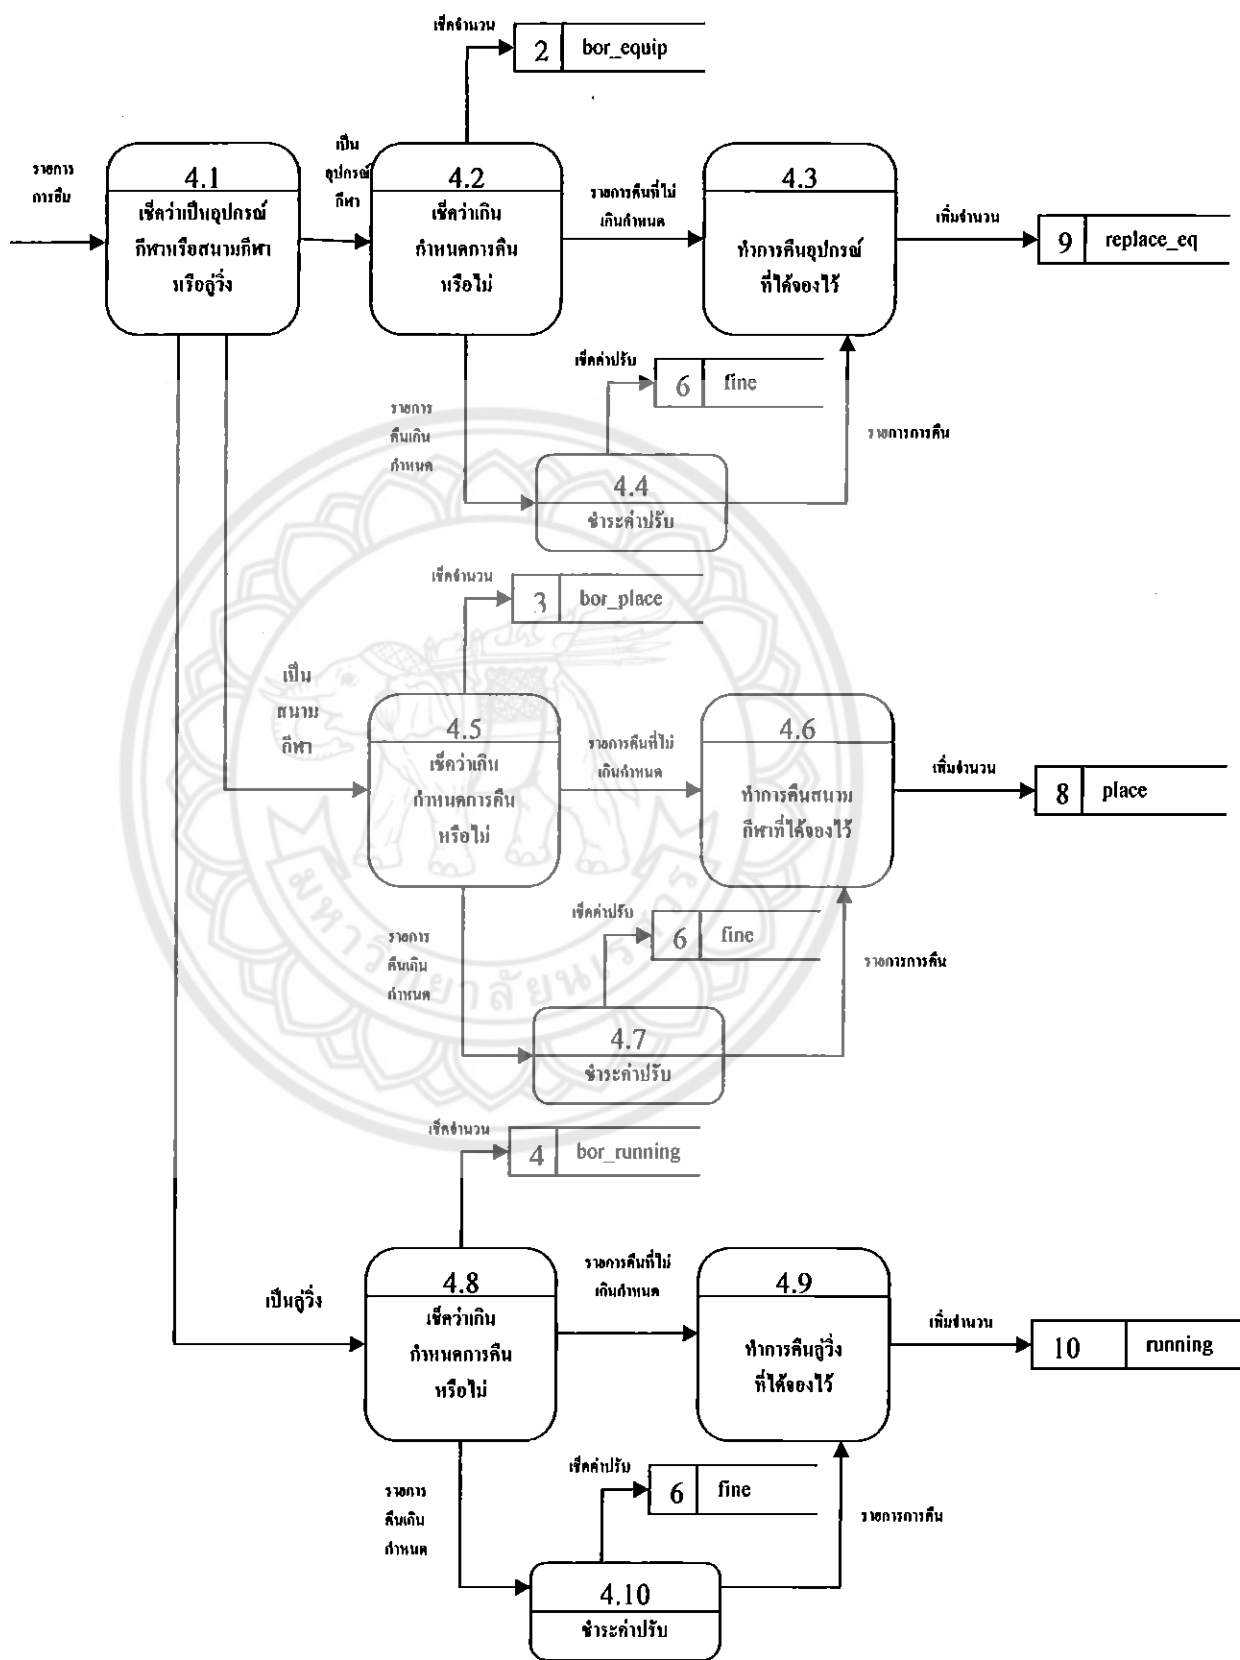 เช็คจำนวน
2 bor_equip
รายการ
การยืม
4.1
เช็คว่าเป็นอุปกรณ์
กีฬาหรือสนามกีฬา
หรือลู่วิ่ง
เป็น
อุปกรณ์
กีฬา
4.2
เช็คว่าเกิน
กำหนดการคืน
หรือไม่
รายการคืนที่ไม่
เกินกำหนด
4.3
ทำการคืนอุปกรณ์
ที่ได้จองไว้
เพิ่มจำนวน
9 replace_eq
เช็คค่าปรับ
6 fine
รายการ
คืนเกิน
กำหนด
4.4
ชำระค่าปรับ
รายการการคืน
เช็คจำนวน
3 bor_place
เป็น
สนาม
กีฬา
4.5
เช็คว่าเกิน
กำหนดการคืน
หรือไม่
รายการคืนที่ไม่
เกินกำหนด
4.6
ทำการคืนสนาม
กีฬาที่ได้จองไว้
เพิ่มจำนวน
8 place
เช็คค่าปรับ
6 fine
รายการ
คืนเกิน
กำหนด
4.7
ชำระค่าปรับ
รายการการคืน
มหาวิทยาลัยนเรศวร
เช็คจำนวน
4 bor_running
เป็นลู่วิ่ง
4.8
เช็คว่าเกิน
กำหนดการคืน
หรือไม่
รายการคืนที่ไม่
เกินกำหนด
4.9
ทำการคืนลู่วิ่ง
ที่ได้จองไว้
เพิ่มจำนวน
10 running
เช็คค่าปรับ
6 fine
รายการ
คืนเกิน
กำหนด
4.10
ชำระค่าปรับ
รายการการคืน